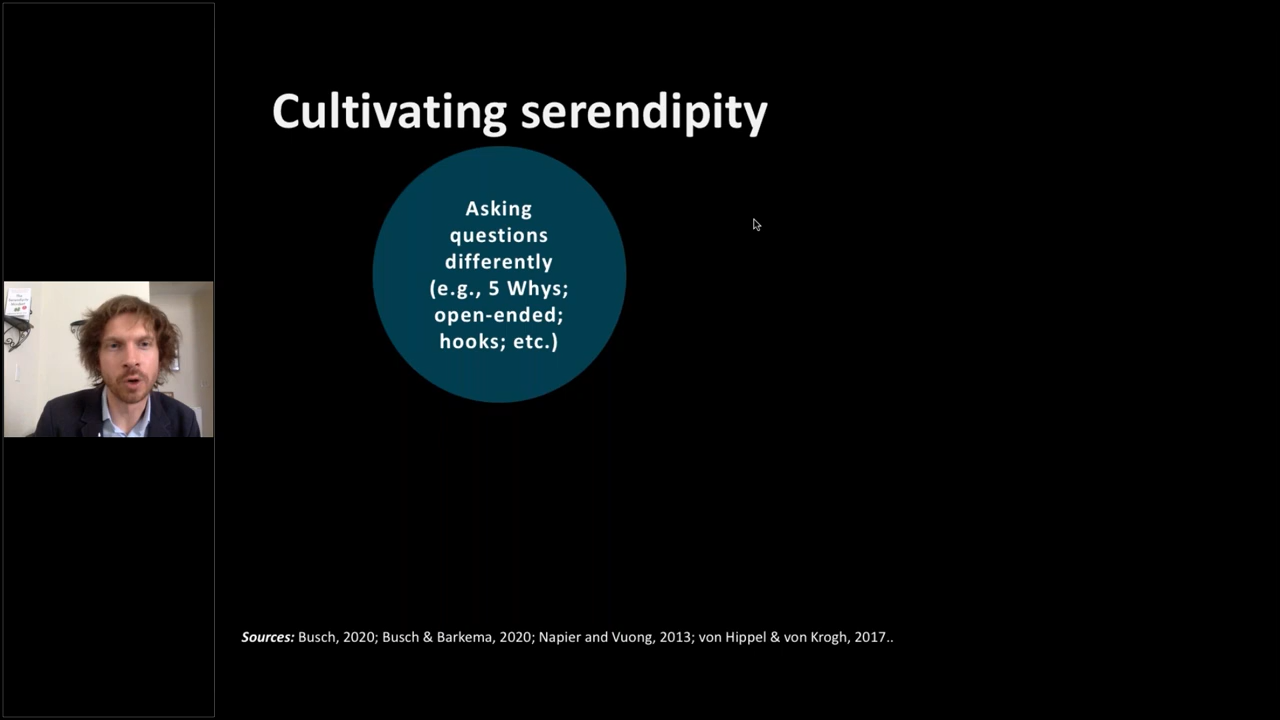 Cultivating serendipity
Asking
questions
differently
(e.g., 5 Whys;
open-ended;
hooks; etc.)
Sources: Busch, 2020; Busch & Barkema, 2020; Napier and Vuong, 2013; von Hippel & von Krogh, 2017..